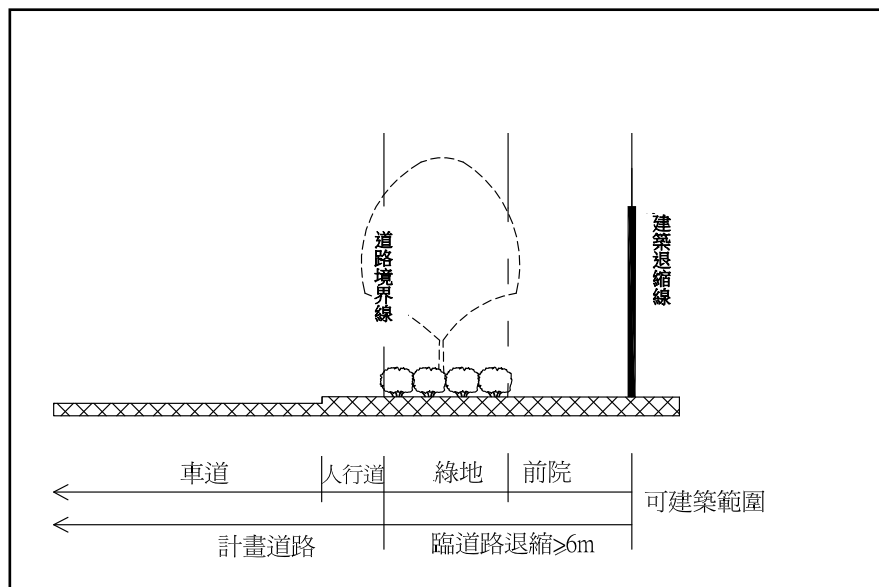 道路境界線
建築退縮線
車道
人行道
綠地
前院
可建築範圍
計畫道路
臨道路退縮≥6m